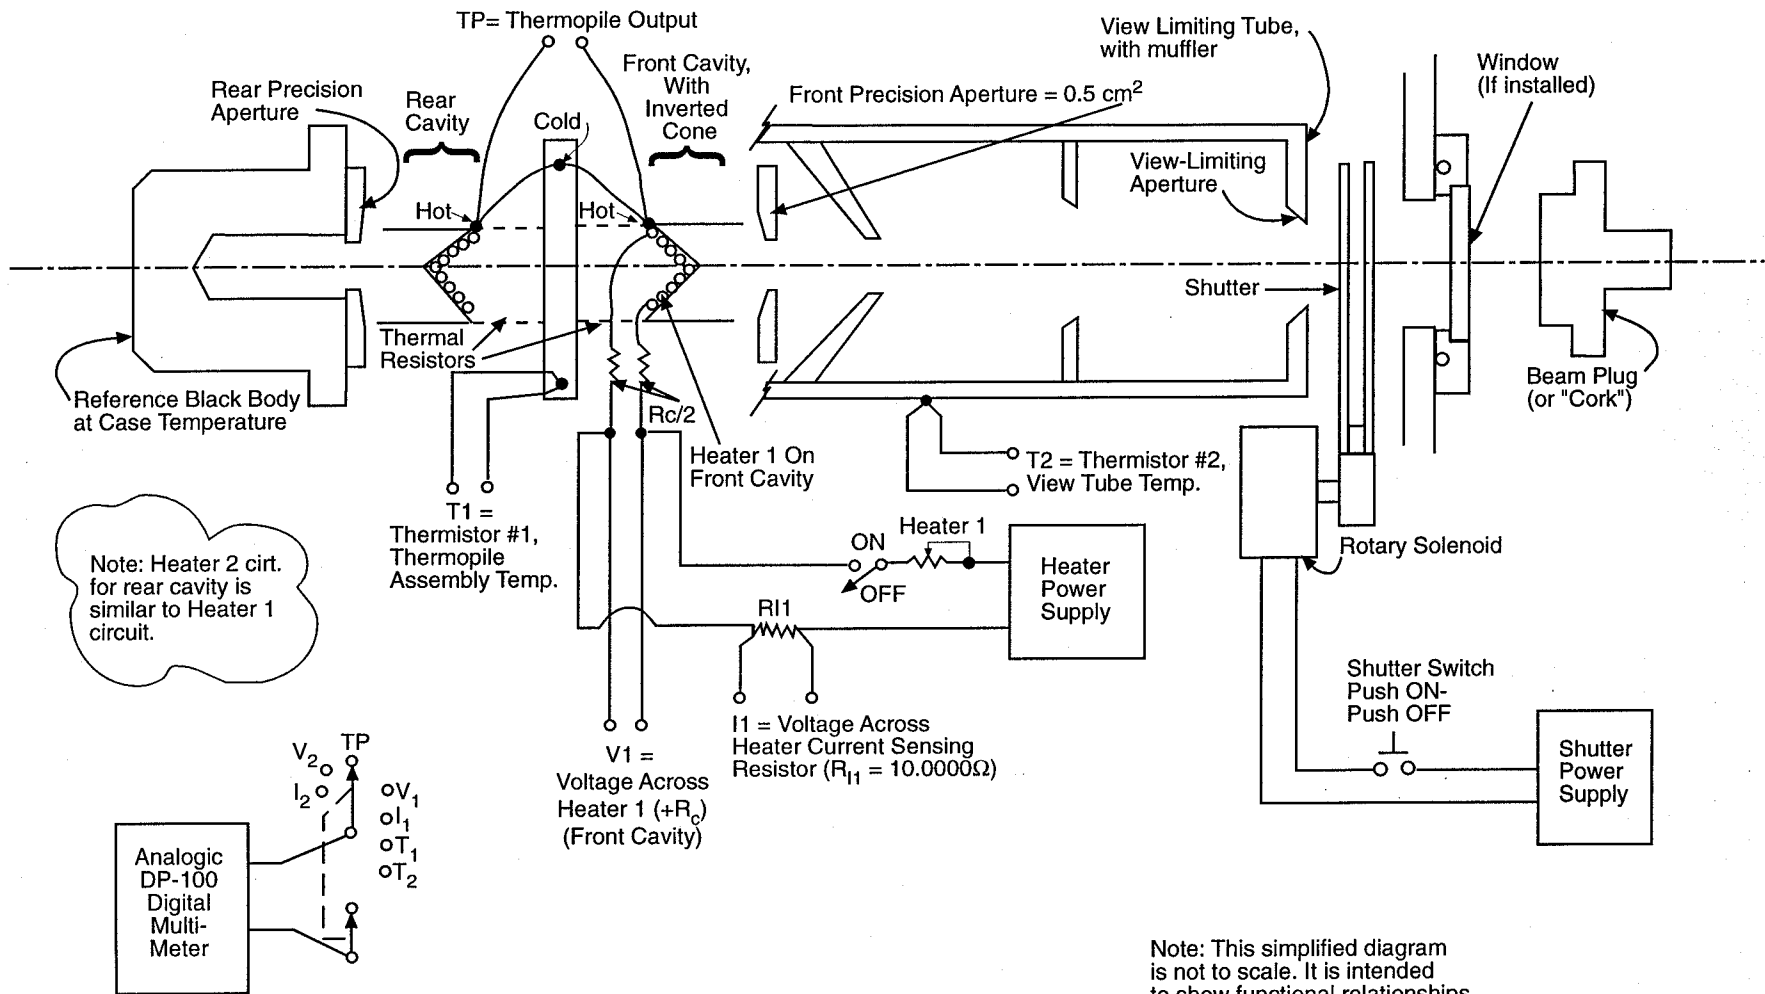 TP= Thermopile Output
View Limiting Tube,
with muffler
Window
(If installed)
Rear Precision
Aperture
Rear
Cavity
Front Cavity,
With
Inverted
Cone
Front Precision Aperture = 0.5 cm²
Cold
View-Limiting
Aperture
Hot
Hot
Shutter
Thermal
Resistors
Reference Black Body
at Case Temperature
Rc/2
Beam Plug
(or "Cork")
Heater 1 On
Front Cavity
T2 = Thermistor #2,
View Tube Temp.
T1 =
Thermistor #1,
Thermopile
Assembly Temp.
Heater 1
ON
OFF
Heater
Power
Supply
Rotary Solenoid
Note: Heater 2 cirt.
for rear cavity is
similar to Heater 1
circuit.
RI1
Shutter Switch
Push ON-
Push OFF
I1 = Voltage Across
Heater Current Sensing
Resistor (R_I1 = 10.0000Ω)
V1 =
Voltage Across
Heater 1 (+R_c)
(Front Cavity)
Shutter
Power
Supply
TP
V₂
I₂
V₁
I₁
T₁
T₂
Analogic
DP-100
Digital
Multi-
Meter
Note: This simplified diagram
is not to scale. It is intended
to show functional relationships